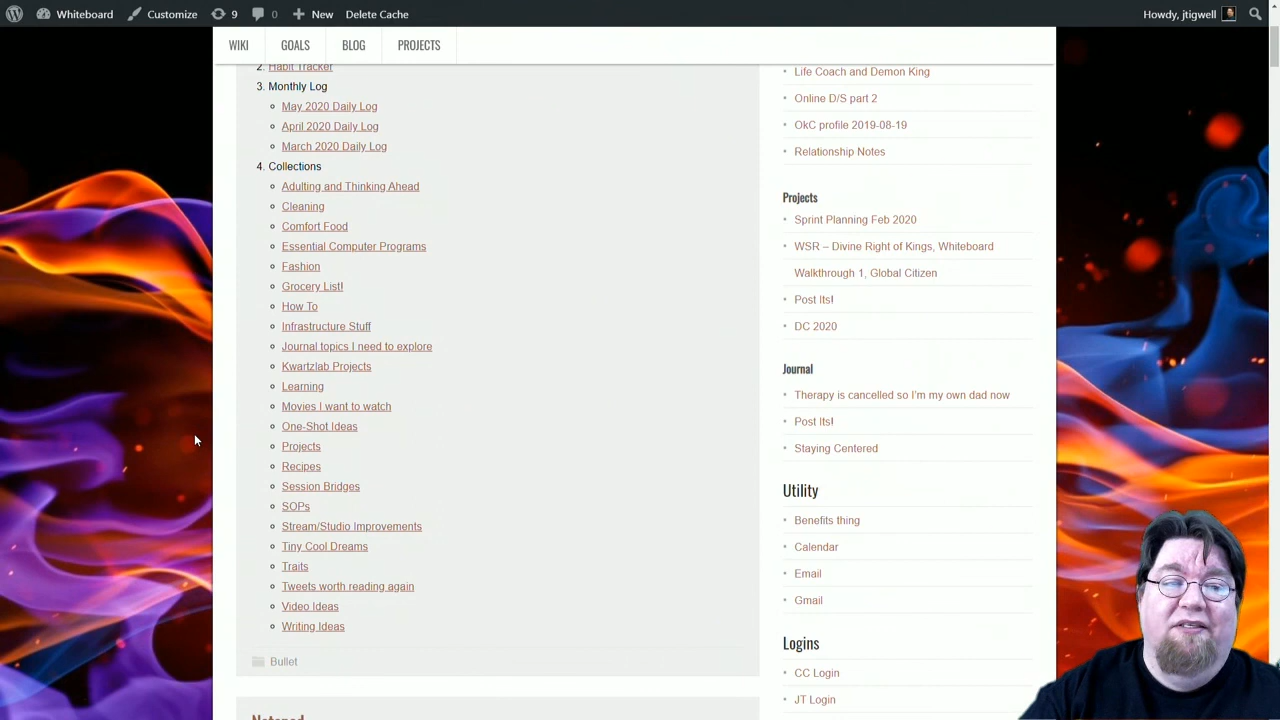 Whiteboard Customize 9 0 New Delete Cache Howdy, jtigwell
WIKI GOALS BLOG PROJECTS
2. Habit Tracker
3. Monthly Log
May 2020 Daily Log
April 2020 Daily Log
March 2020 Daily Log
4. Collections
Adulting and Thinking Ahead
Cleaning
Comfort Food
Essential Computer Programs
Fashion
Grocery List!
How To
Infrastructure Stuff
Journal topics I need to explore
Kwartzlab Projects
Learning
Movies I want to watch
One-Shot Ideas
Projects
Recipes
Session Bridges
SOPs
Stream/Studio Improvements
Tiny Cool Dreams
Traits
Tweets worth reading again
Video Ideas
Writing Ideas
Bullet
Notepad
Life Coach and Demon King
Online D/S part 2
OkC profile 2019-08-19
Relationship Notes
Projects
Sprint Planning Feb 2020
WSR – Divine Right of Kings, Whiteboard
Walkthrough 1, Global Citizen
Post Its!
DC 2020
Journal
Therapy is cancelled so I'm my own dad now
Post Its!
Staying Centered
Utility
Benefits thing
Calendar
Email
Gmail
Logins
CC Login
JT Login